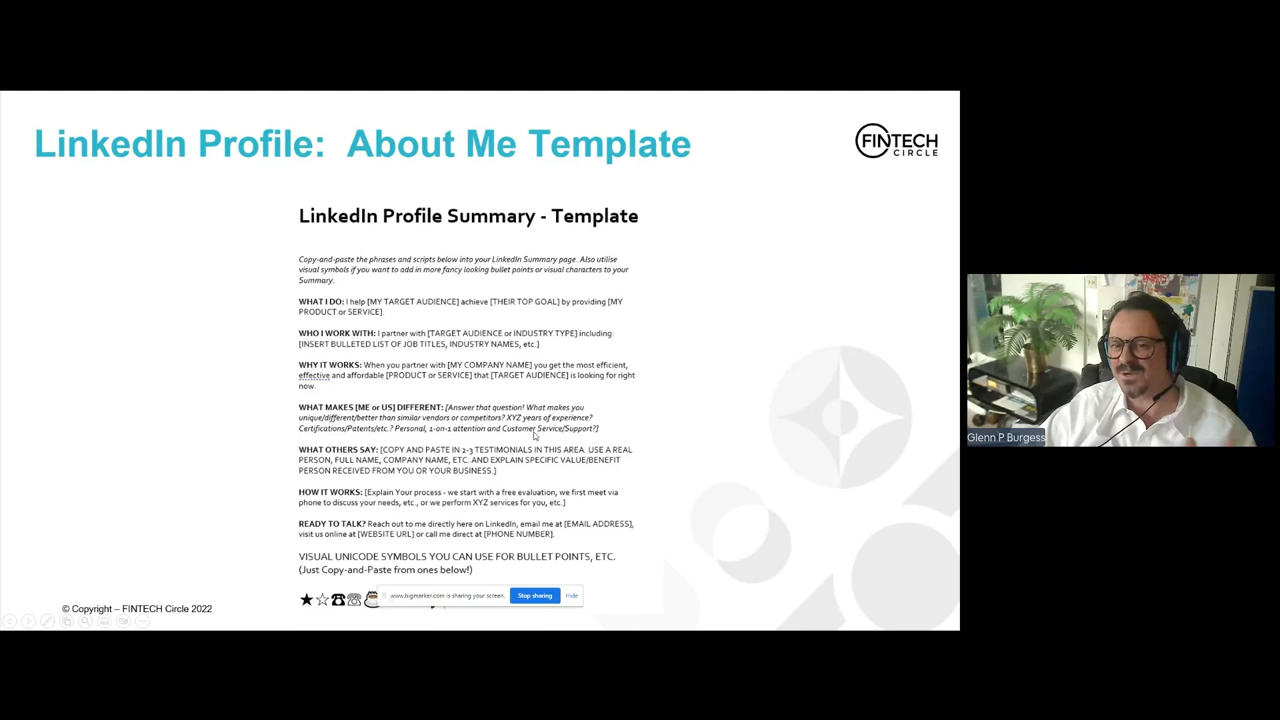 LinkedIn Profile: About Me Template
FINTECH
CIRCLE
LinkedIn Profile Summary - Template
Copy-and-paste the phrases and scripts below into your LinkedIn Summary page. Also utilise
visual symbols if you want to add in more fancy looking bullet points or visual characters to your
Summary.
WHAT I DO: I help [MY TARGET AUDIENCE] achieve [THEIR TOP GOAL] by providing [MY
PRODUCT or SERVICE].
WHO I WORK WITH: I partner with [TARGET AUDIENCE or INDUSTRY TYPE] including:
[INSERT BULLETED LIST OF JOB TITLES, INDUSTRY NAMES, etc.]
WHY IT WORKS: When you partner with [MY COMPANY NAME] you get the most efficient,
effective and affordable [PRODUCT or SERVICE] that [TARGET AUDIENCE] is looking for right
now.
WHAT MAKES [ME or US] DIFFERENT: [Answer that question! What makes you
unique/different/better than similar vendors or competitors? XYZ years of experience?
Certifications/Patents/etc.? Personal, 1-on-1 attention and Customer Service/Support?]
WHAT OTHERS SAY: [COPY AND PASTE IN 2-3 TESTIMONIALS IN THIS AREA. USE A REAL
PERSON, FULL NAME, COMPANY NAME, ETC. AND EXPLAIN SPECIFIC VALUE/BENEFIT
PERSON RECEIVED FROM YOU OR YOUR BUSINESS.]
HOW IT WORKS: [Explain Your process - we start with a free evaluation, we first meet via
phone to discuss your needs, etc., or we perform XYZ services for you, etc.]
READY TO TALK? Reach out to me directly here on LinkedIn, email me at [EMAIL ADDRESS],
visit us online at [WEBSITE URL] or call me direct at [PHONE NUMBER].
VISUAL UNICODE SYMBOLS YOU CAN USE FOR BULLET POINTS, ETC.
(Just Copy-and-Paste from ones below!)
★☆☎☏
www.bigmarker.com is sharing your screen.
Stop sharing
Hide
© Copyright – FINTECH Circle 2022
Glenn P Burgess